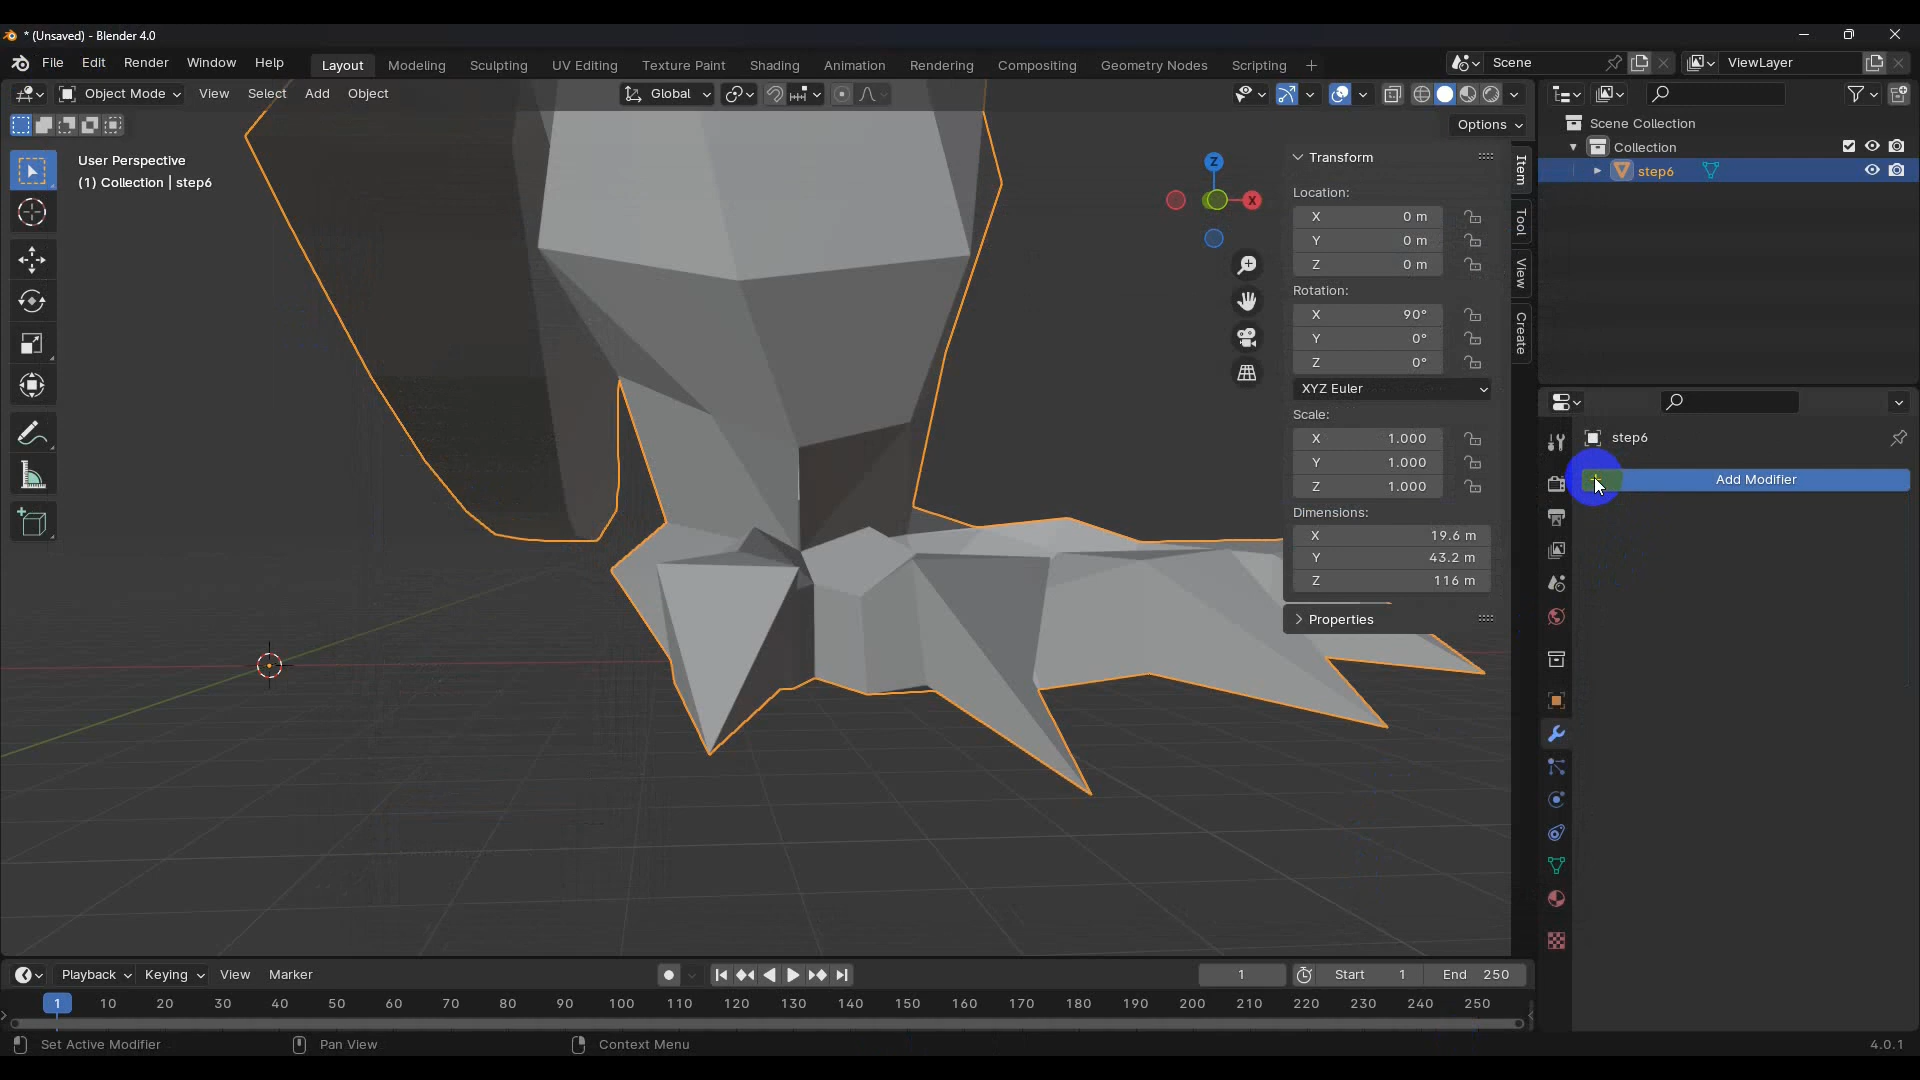 * (Unsaved) - Blender 4.0
File Edit Render Window Help
Layout Modeling Sculpting UV Editing Texture Paint Shading Animation Rendering Compositing Geometry Nodes Scripting +
Scene
ViewLayer
Object Mode View Select Add Object
Global
Options
User Perspective
(1) Collection | step6
Z
X
Transform
Location:
X 0 m
Y 0 m
Z 0 m
Rotation:
X 90°
Y 0°
Z 0°
XYZ Euler
Scale:
X 1.000
Y 1.000
Z 1.000
Dimensions:
X 19.6 m
Y 43.2 m
Z 116 m
Properties
Item
Tool
View
Create
Scene Collection
Collection
step6
step6
Add Modifier
Playback Keying View Marker
1
Start 1
End 250
1 10 20 30 40 50 60 70 80 90 100 110 120 130 140 150 160 170 180 190 200 210 220 230 240 250
Set Active Modifier
Pan View
Context Menu
4.0.1